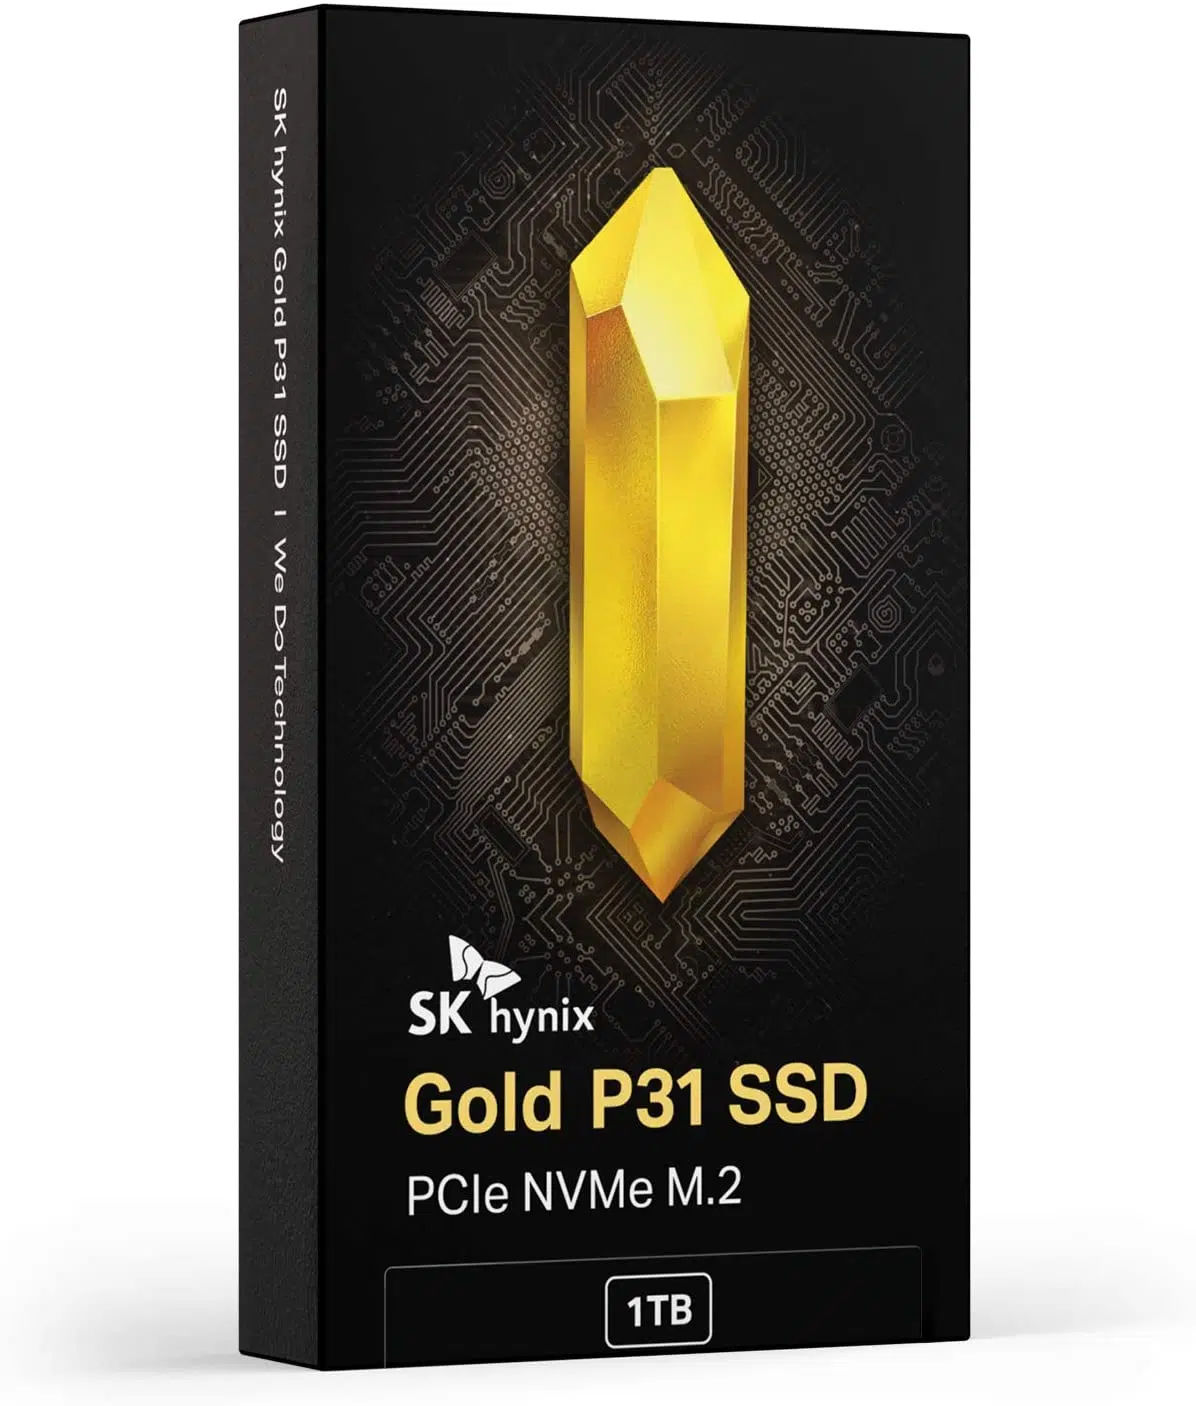 SK hynix Gold P31 SSD | We Do Technology
SK hynix
Gold P31 SSD
PCIe NVMe M.2
1TB